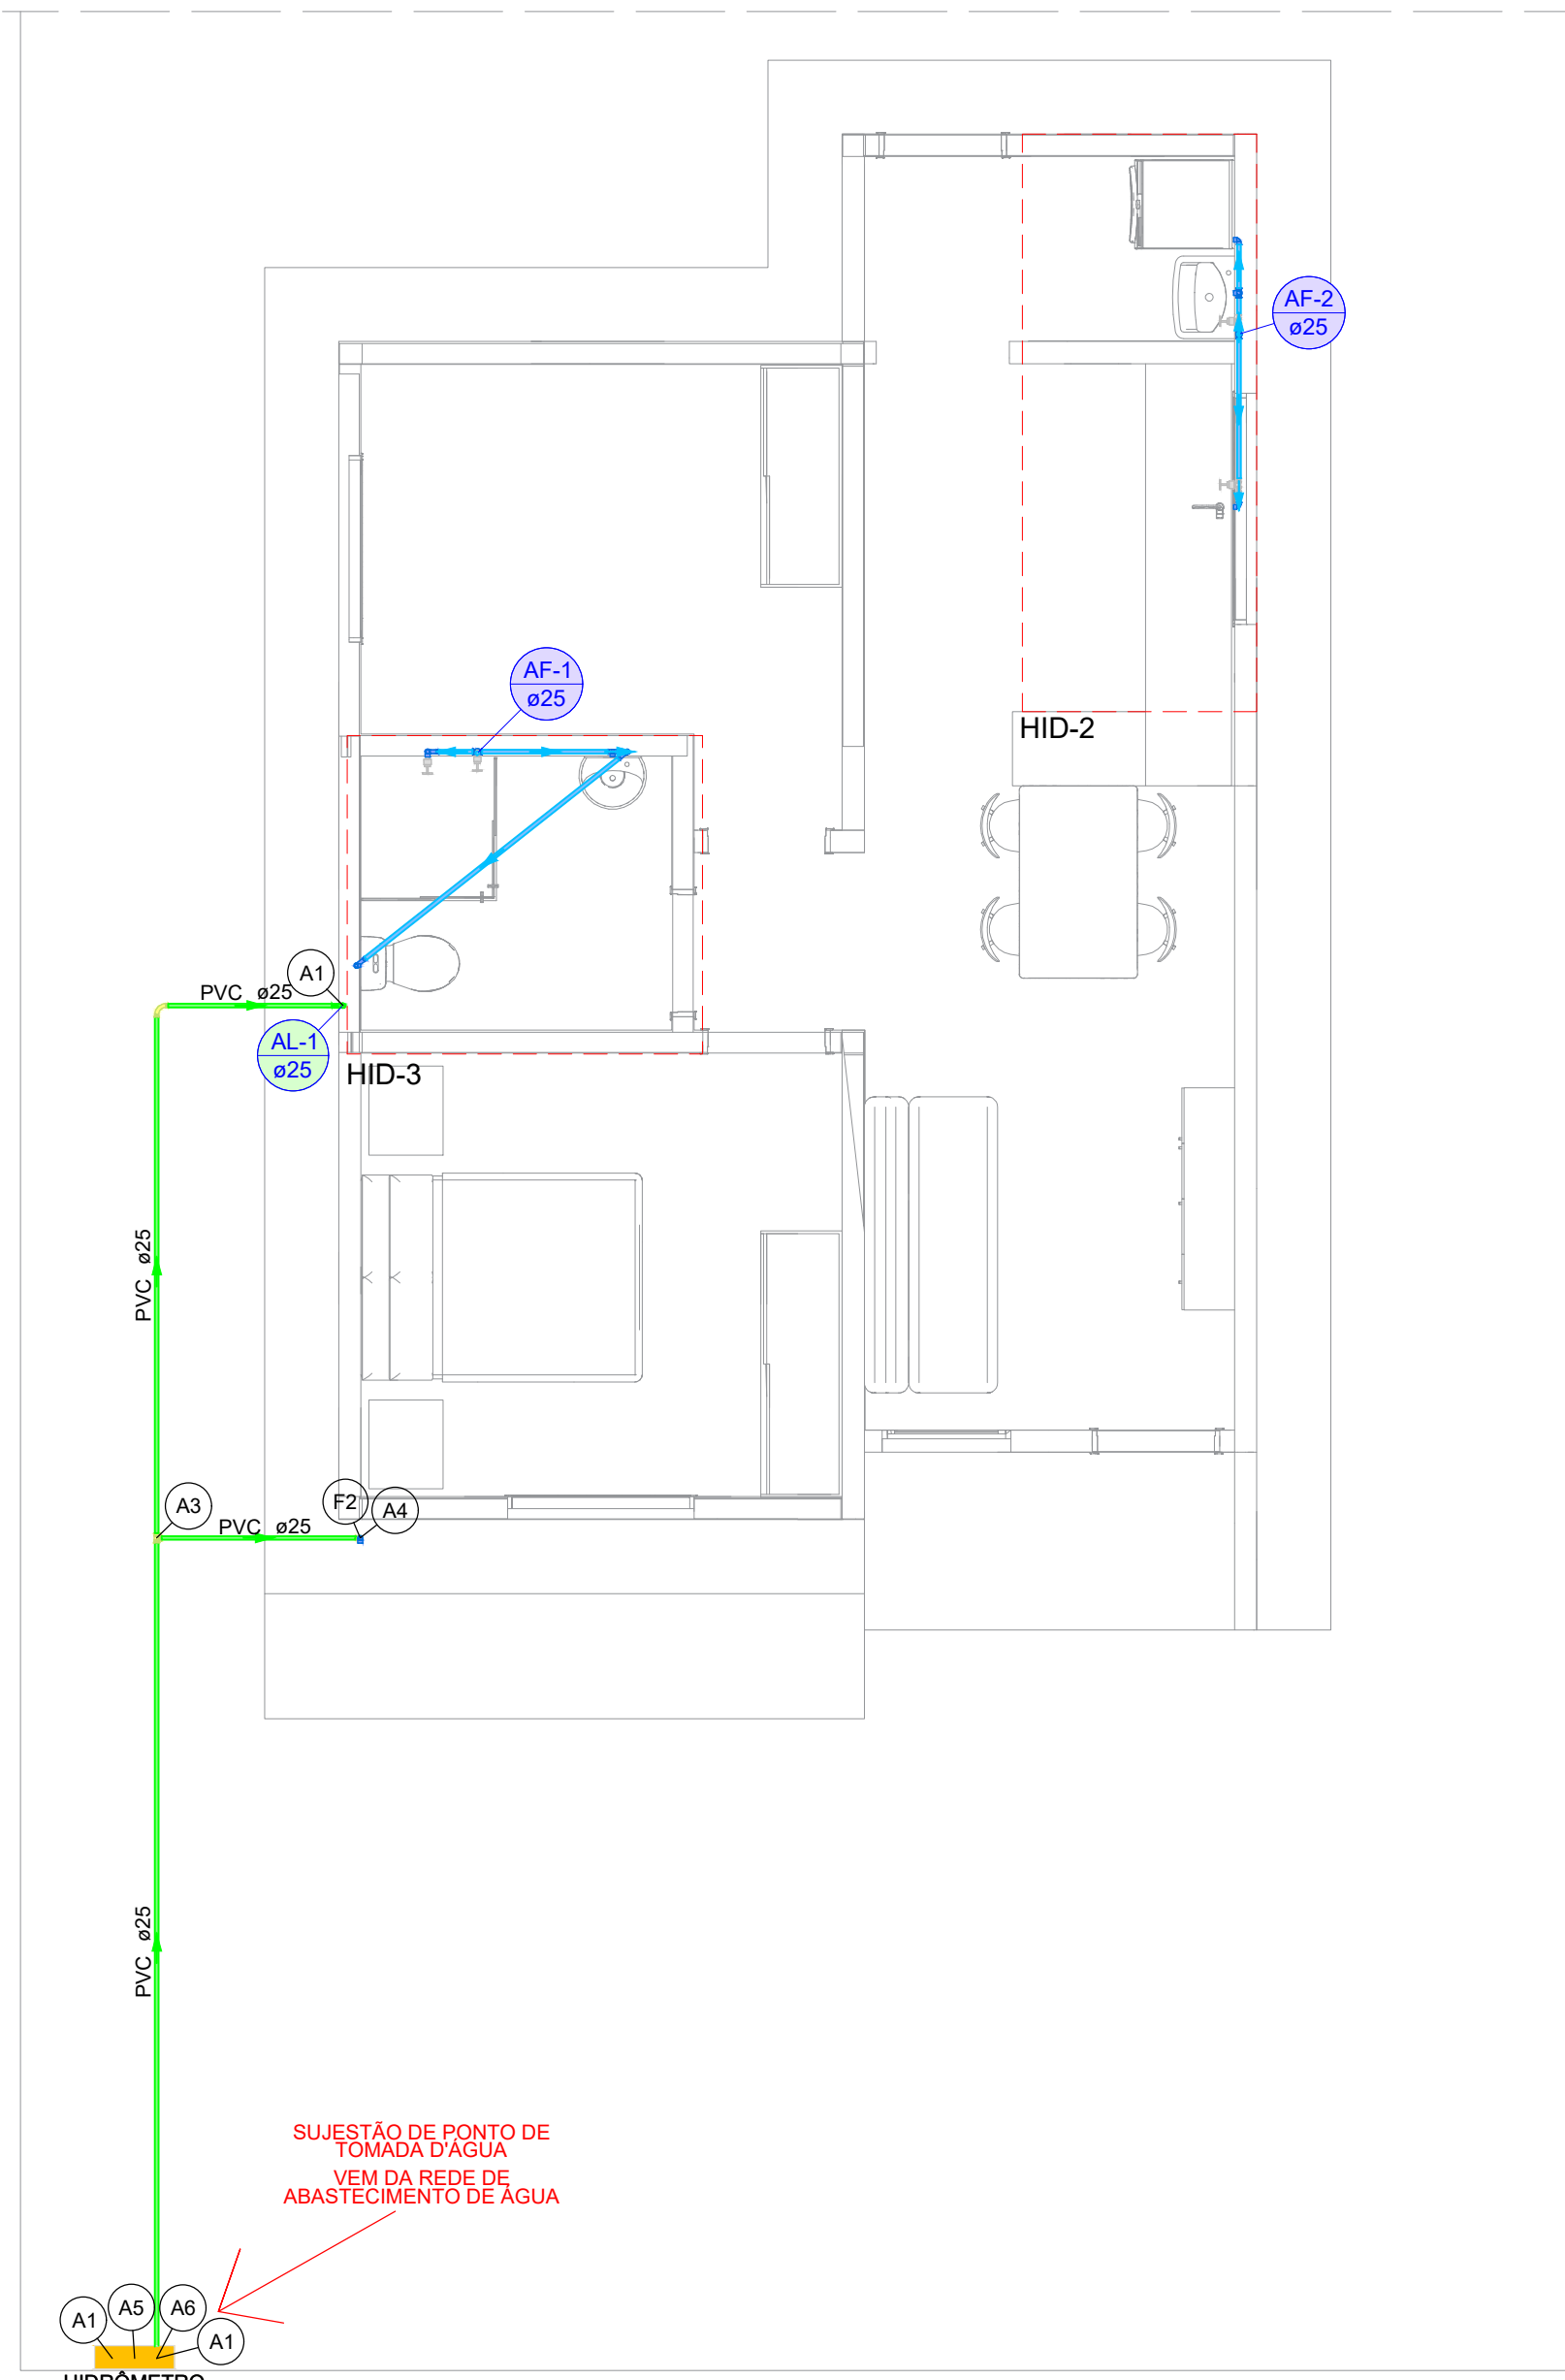 AF-2
ø25
AF-1
ø25
HID-2
A1
PVC ø25
AL-1
ø25
HID-3
PVC ø25
F2
A4
A3
PVC ø25
PVC ø25
SUJESTÃO DE PONTO DE
TOMADA D'ÁGUA
VEM DA REDE DE
ABASTECIMENTO DE ÁGUA
A1
A5
A6
A1
HIDRÔMETRO